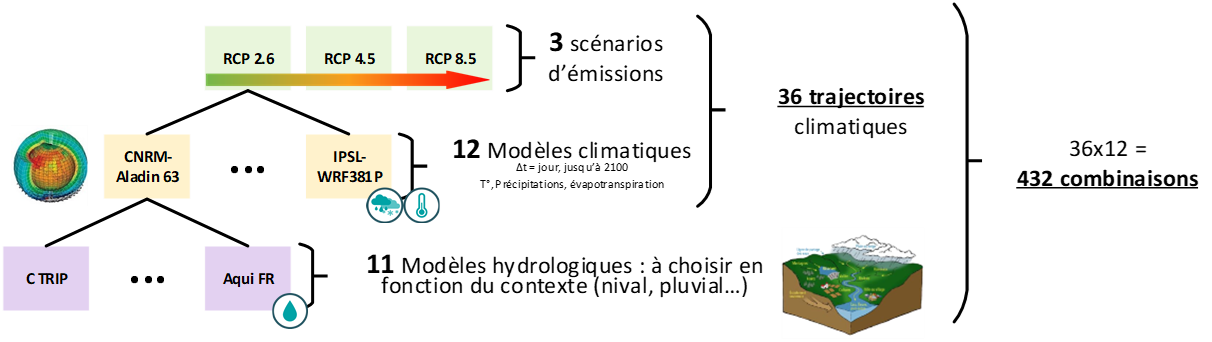 RCP 2.6
RCP 4.5
RCP 8.5
3 scénarios
d'émissions
36 trajectoires
climatiques
CNRM-
Aladin 63
•••
IPSL-
WRF381P
12 Modèles climatiques
Δt = jour, jusqu'à 2100
T°, Précipitations, évapotranspiration
36x12 =
432 combinaisons
C TRIP
•••
Aqui FR
11 Modèles hydrologiques : à choisir en
fonction du contexte (nival, pluvial...)